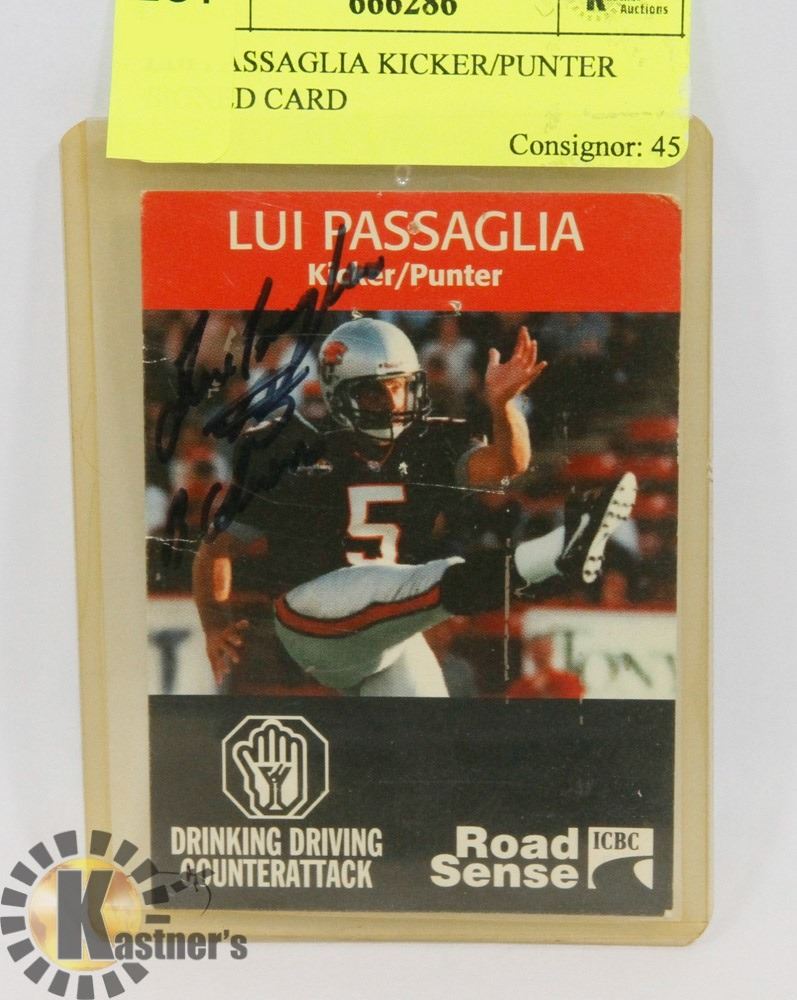 666286
Auctions
ASSAGLIA KICKER/PUNTER
ED CARD
Consignor: 45
LUI PASSAGLIA
Kicker/Punter
5
DRINKING DRIVING
COUNTERATTACK
Road
Sense
ICBC
Kastner's